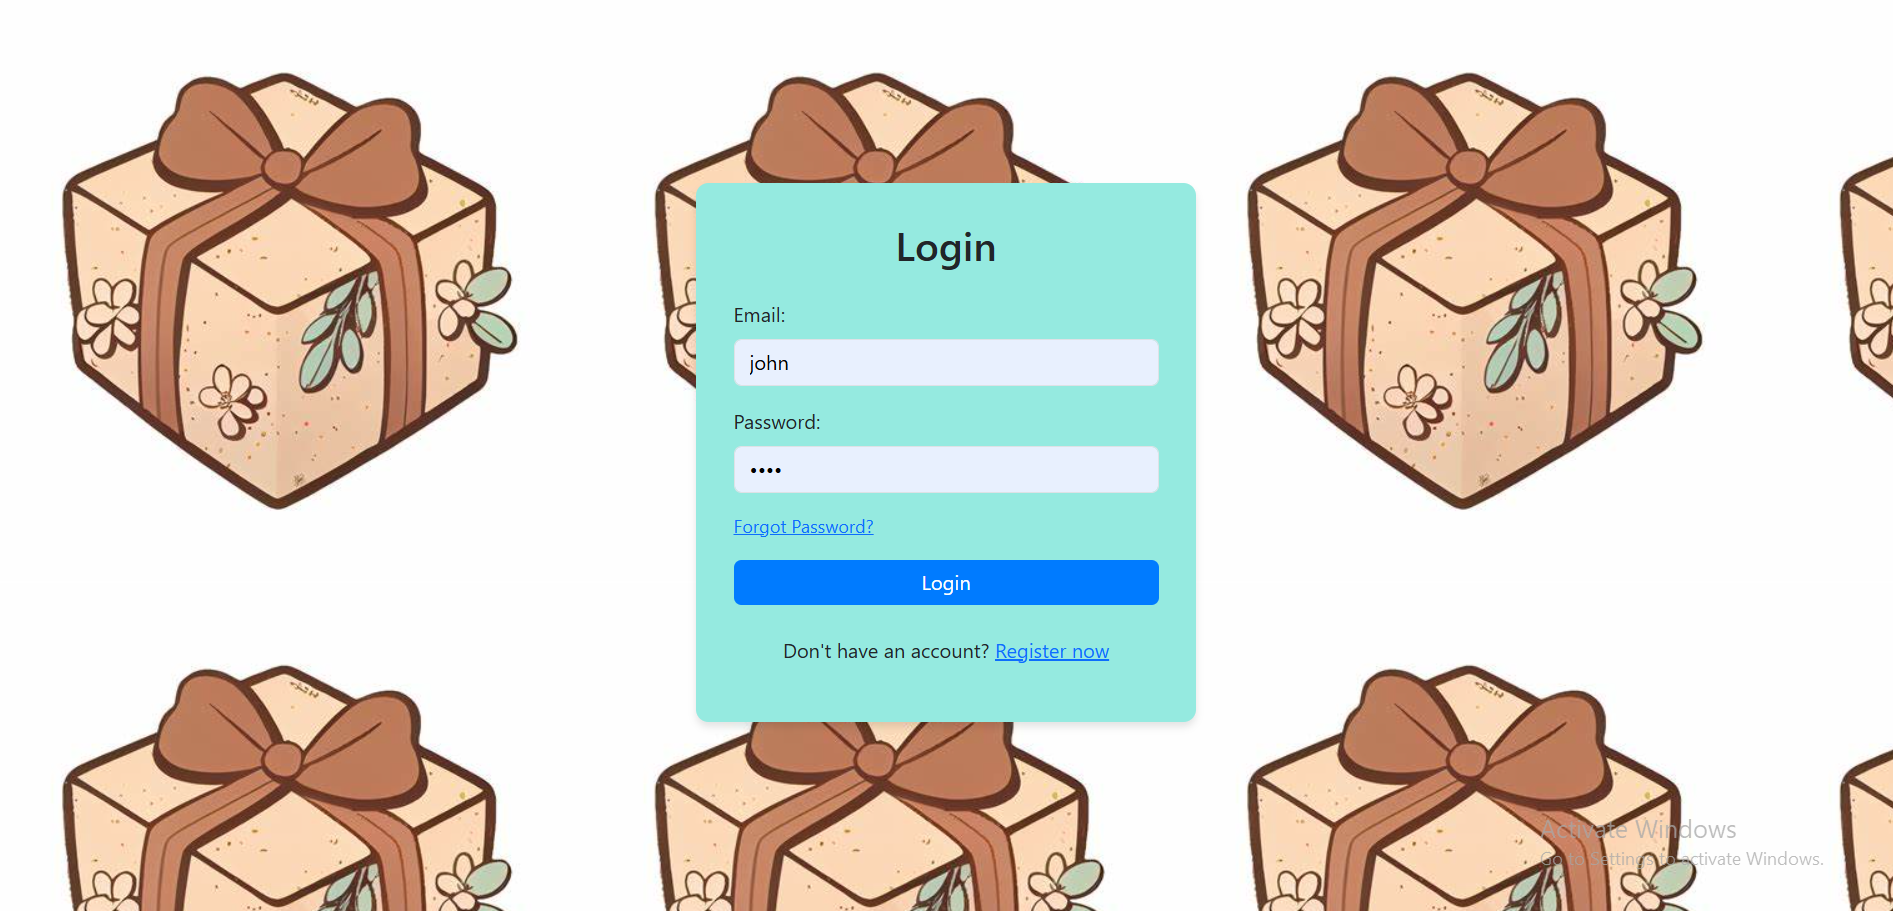 Login
Email:
john
Password:
••••
Forgot Password?
Login
Don't have an account? Register now
Activate Windows
Go to Settings to activate Windows.